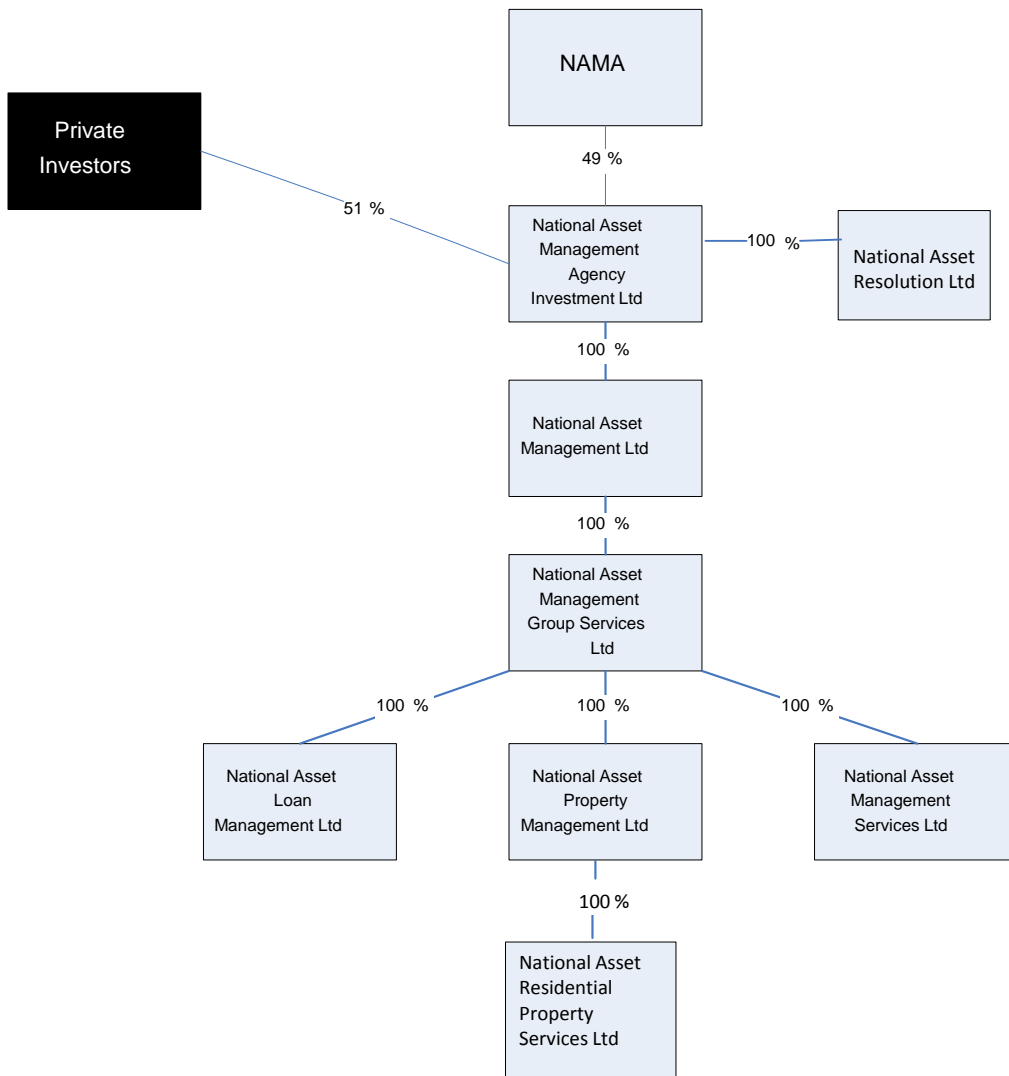 NAMA
Private
Investors
49 %
51 %
National Asset
Management
Agency
Investment Ltd
100 %
National Asset
Resolution Ltd
100 %
National Asset
Management Ltd
100 %
National Asset
Management
Group Services
Ltd
100 %
100 %
100 %
National Asset
Loan
Management Ltd
National Asset
Property
Management Ltd
National Asset
Management
Services Ltd
100 %
National Asset
Residential
Property
Services Ltd